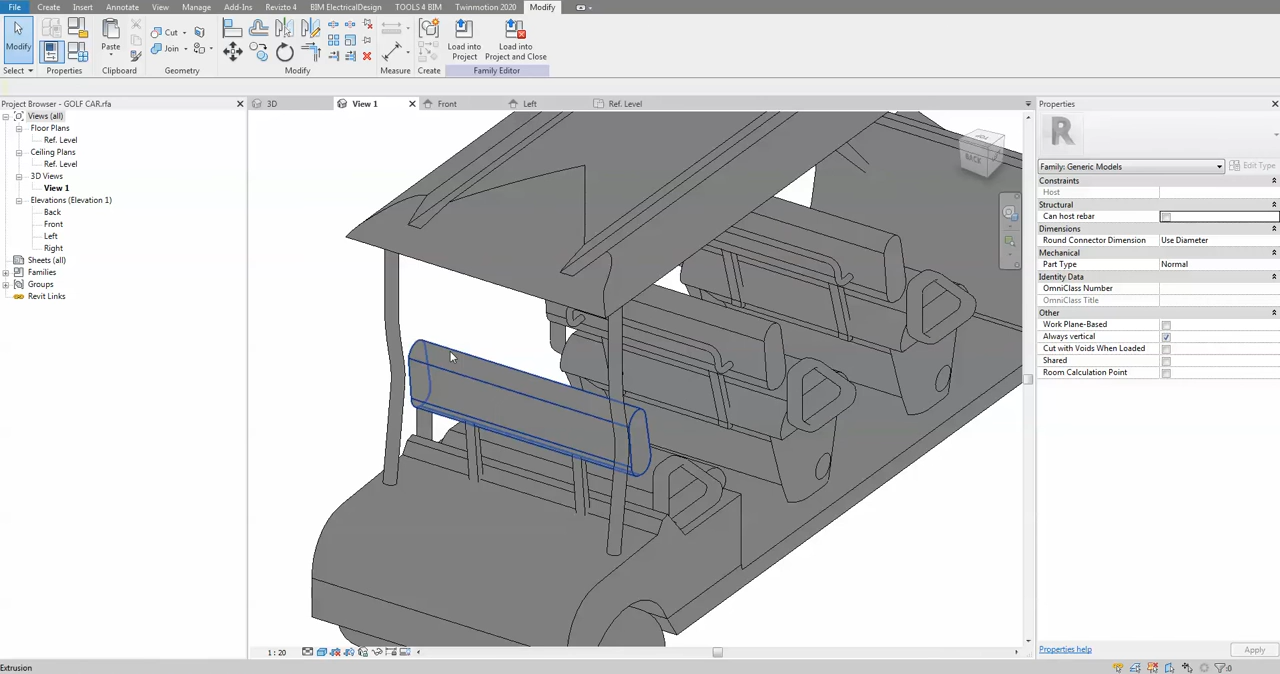 File Create Insert Annotate View Manage Add-Ins Revizto 4 BIM ElectricalDesign TOOLS 4 BIM Twinmotion 2020 Modify
Modify Paste Cut Join Load into Project Load into Project and Close
Select Properties Clipboard Geometry Modify Measure Create Family Editor
Project Browser - GOLF CAR.rfa
Views (all)
Floor Plans
Ref. Level
Ceiling Plans
Ref. Level
3D Views
View 1
Elevations (Elevation 1)
Back
Front
Left
Right
Sheets (all)
Families
Groups
Revit Links
3D View 1 Front Left Ref. Level
BACK
1 : 20
Properties
R
Family: Generic Models Edit Type
Constraints
Host
Structural
Can host rebar
Dimensions
Round Connector Dimension Use Diameter
Mechanical
Part Type Normal
Identity Data
OmniClass Number
OmniClass Title
Other
Work Plane-Based
Always vertical
Cut with Voids When Loaded
Shared
Room Calculation Point
Properties help Apply
Extrusion :0